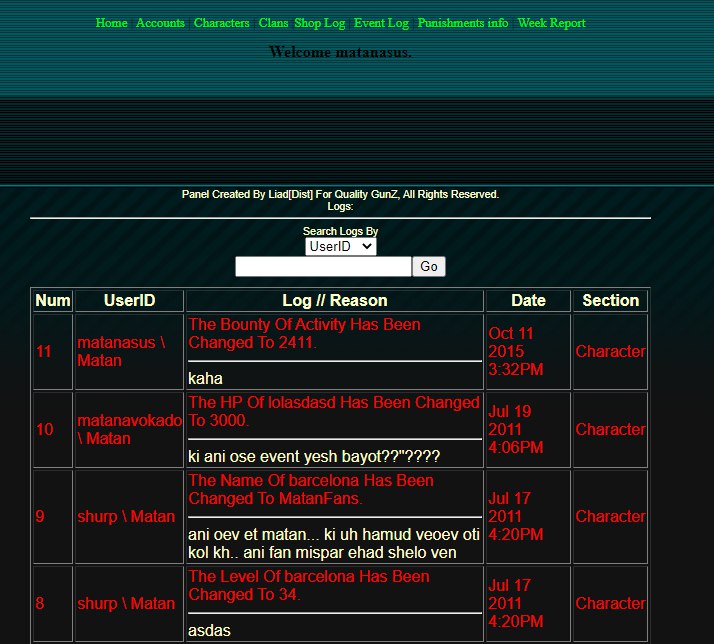 Home Accounts Characters Clans Shop Log Event Log Punishments info Week Report
Welcome matanasus.
Panel Created By Liad[Dist] For Quality GunZ, All Rights Reserved.
Logs:
Search Logs By
UserID
Go
Num UserID Log // Reason Date Section
11
matanasus \
Matan
The Bounty Of Activity Has Been
Changed To 2411.
kaha
Oct 11
2015
3:32PM
Character
10
matanavokado
\ Matan
The HP Of lolasdasd Has Been Changed
To 3000.
ki ani ose event yesh bayot??"????
Jul 19
2011
4:06PM
Character
9
shurp \ Matan
The Name Of barcelona Has Been
Changed To MatanFans.
ani oev et matan... ki uh hamud veoev oti
kol kh.. ani fan mispar ehad shelo ven
Jul 17
2011
4:20PM
Character
8
shurp \ Matan
The Level Of barcelona Has Been
Changed To 34.
asdas
Jul 17
2011
4:20PM
Character